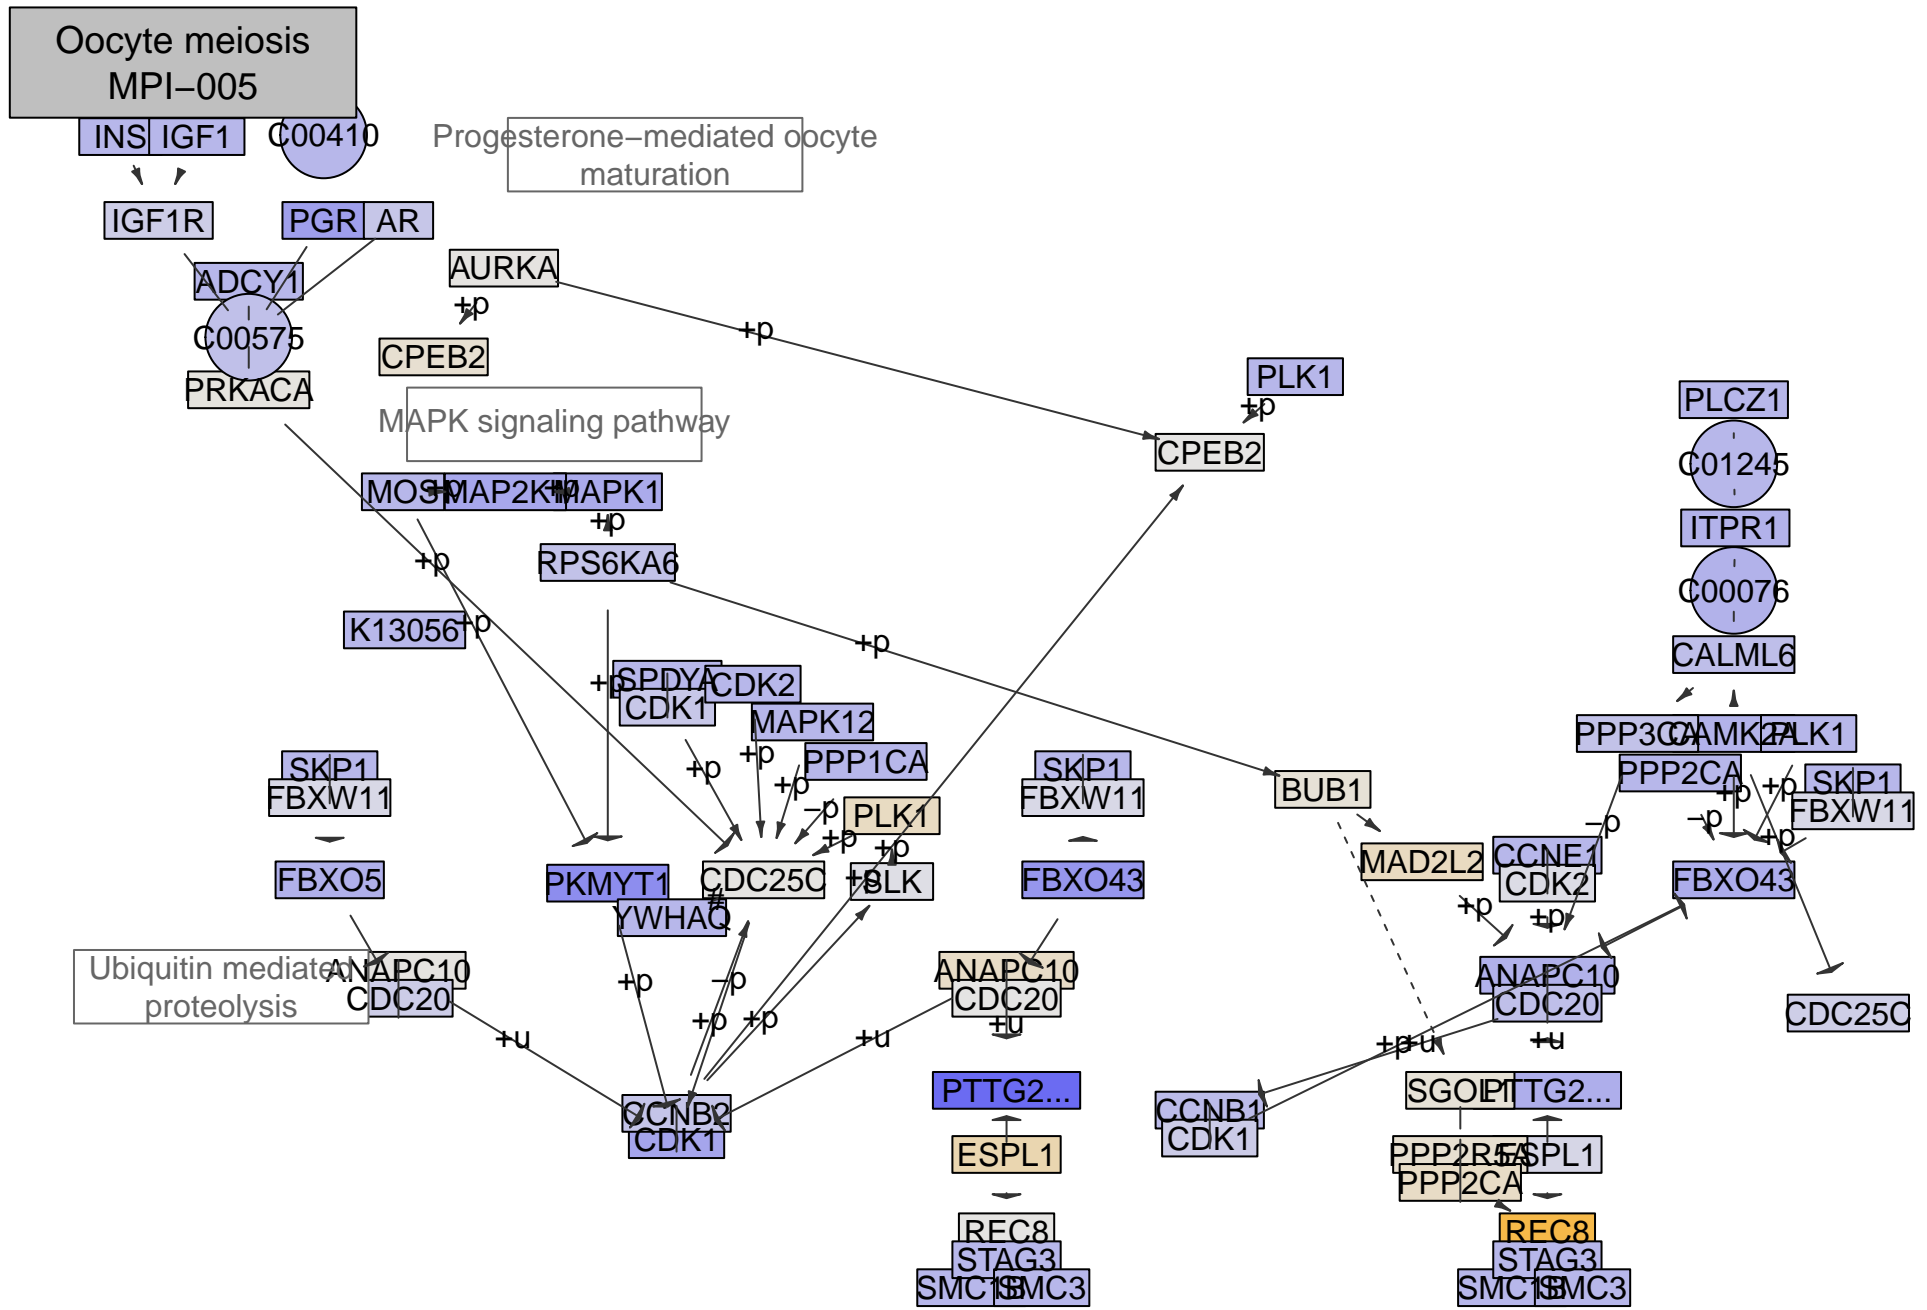 Oocyte meiosis
MPI−005
INS
IGF1
C00410
Progesterone−mediated oocyte
maturation
IGF1R
PGR
AR
ADCY1
AURKA
+p
C00575
+p
CPEB2
PRKACA
PLK1
+p
PLCZ1
MAPK signaling pathway
CPEB2
C01245
MOS
+p
MAP2K1
+p
MAPK1
+p
ITPR1
RPS6KA6
+p
C00076
K13056
+p
+p
CALML6
SPDYA
+p
CDK1
CDK2
MAPK12
PPP3CA
CAMK2A
PLK1
+p
PPP1CA
SKP1
FBXW11
+p
+p
SKP1
FBXW11
BUB1
PPP2CA
+p
+p
SKP1
FBXW11
−p
PLK1
+p
+p
−p
−p
+p
MAD2L2
CCNE1
CDK2
FBXO5
PKMYT1
CDC25C
+p
SLK
FBXO43
FBXO43
#
YWHAQ
+p
+p
Ubiquitin mediated
proteolysis
ANAPC10
CDC20
+p
−p
ANAPC10
CDC20
ANAPC10
CDC20
CDC25C
+p
+p
+u
+u
+u
+p
+u
+u
PTTG2...
SGOL1
PTTG2...
CCNB2
CDK1
CCNB1
CDK1
ESPL1
PPP2R5A
ESPL1
PPP2CA
REC8
STAG3
SMC1B
SMC3
REC8
STAG3
SMC1B
SMC3